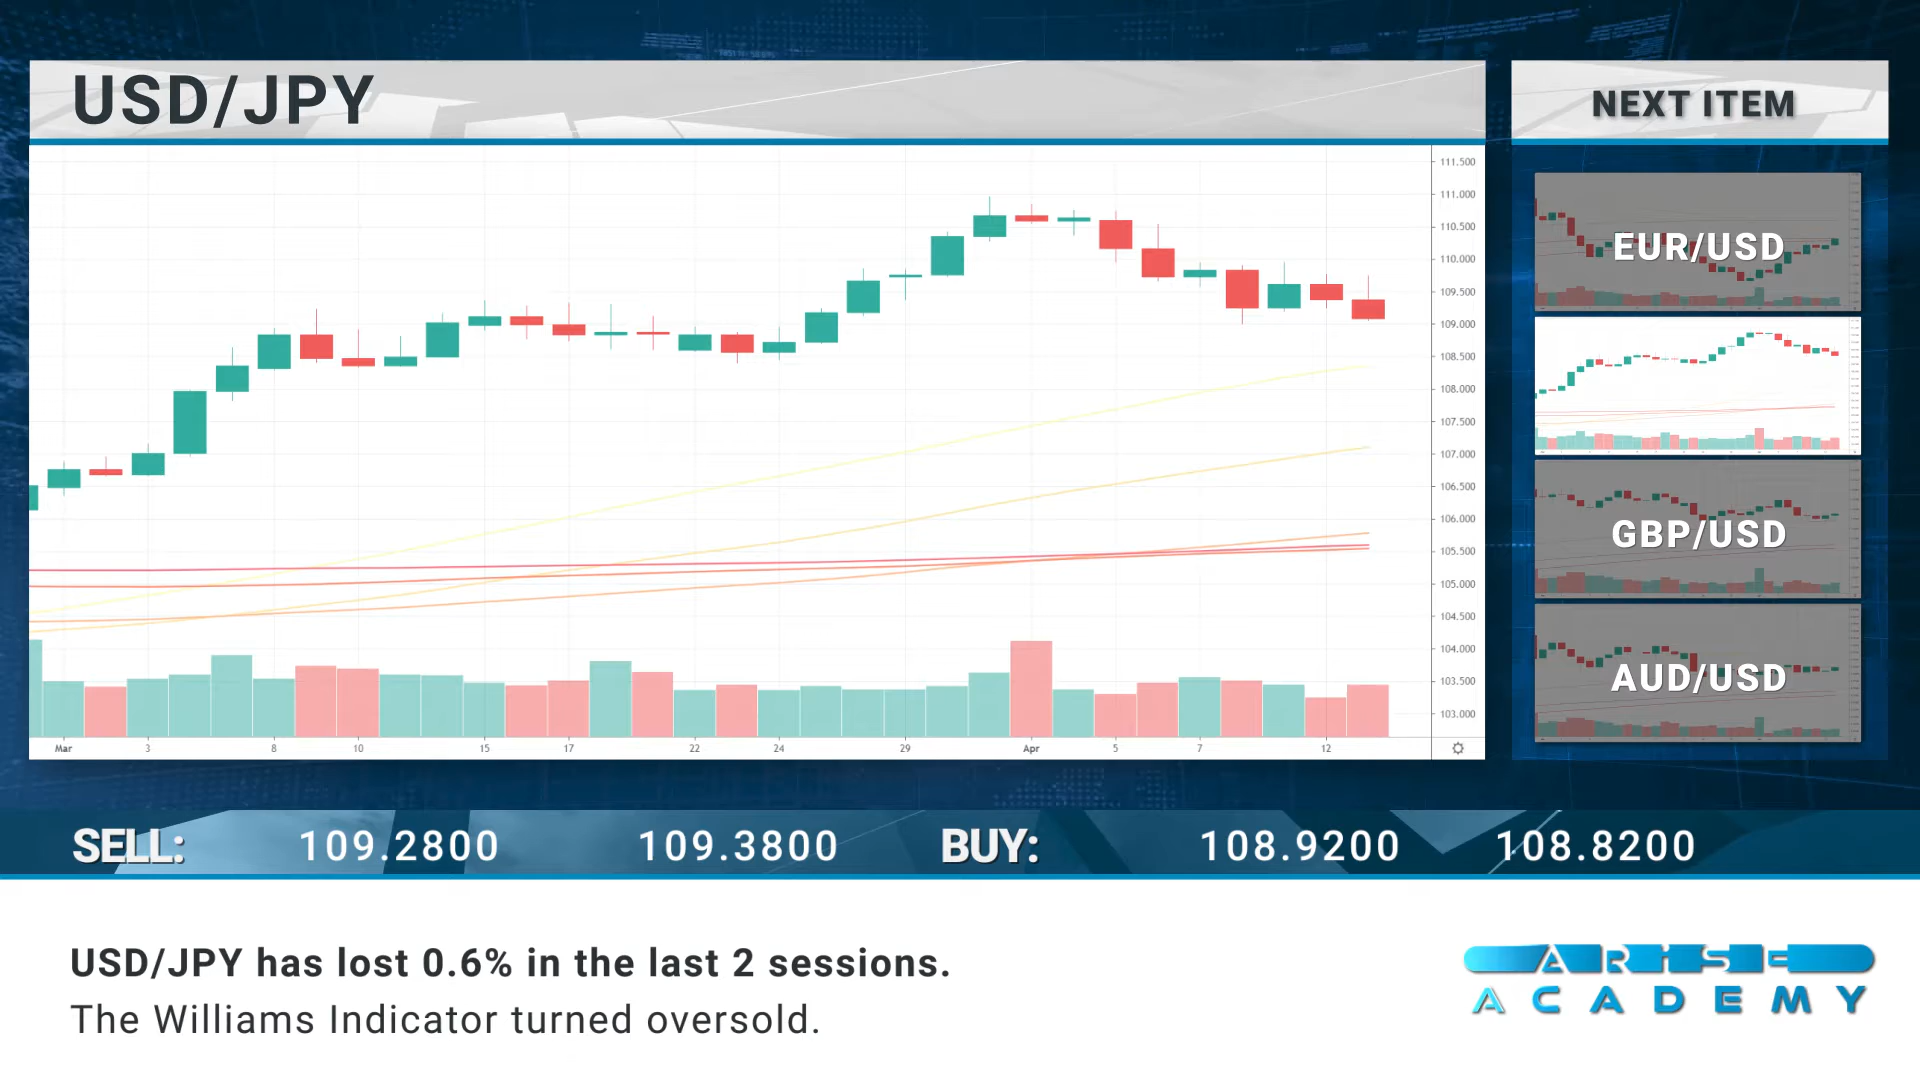 USD/JPY
NEXT ITEM
111.500
111.000
110.500
110.000
109.500
109.000
108.500
108.000
107.500
107.000
106.500
106.000
105.500
105.000
104.500
104.000
103.500
103.000
Mar 3 8 10 15 17 22 24 29 Apr 5 7 12
EUR/USD
GBP/USD
AUD/USD
SELL: 109.2800 109.3800 BUY: 108.9200 108.8200
USD/JPY has lost 0.6% in the last 2 sessions.
The Williams Indicator turned oversold.
ARISE
ACADEMY